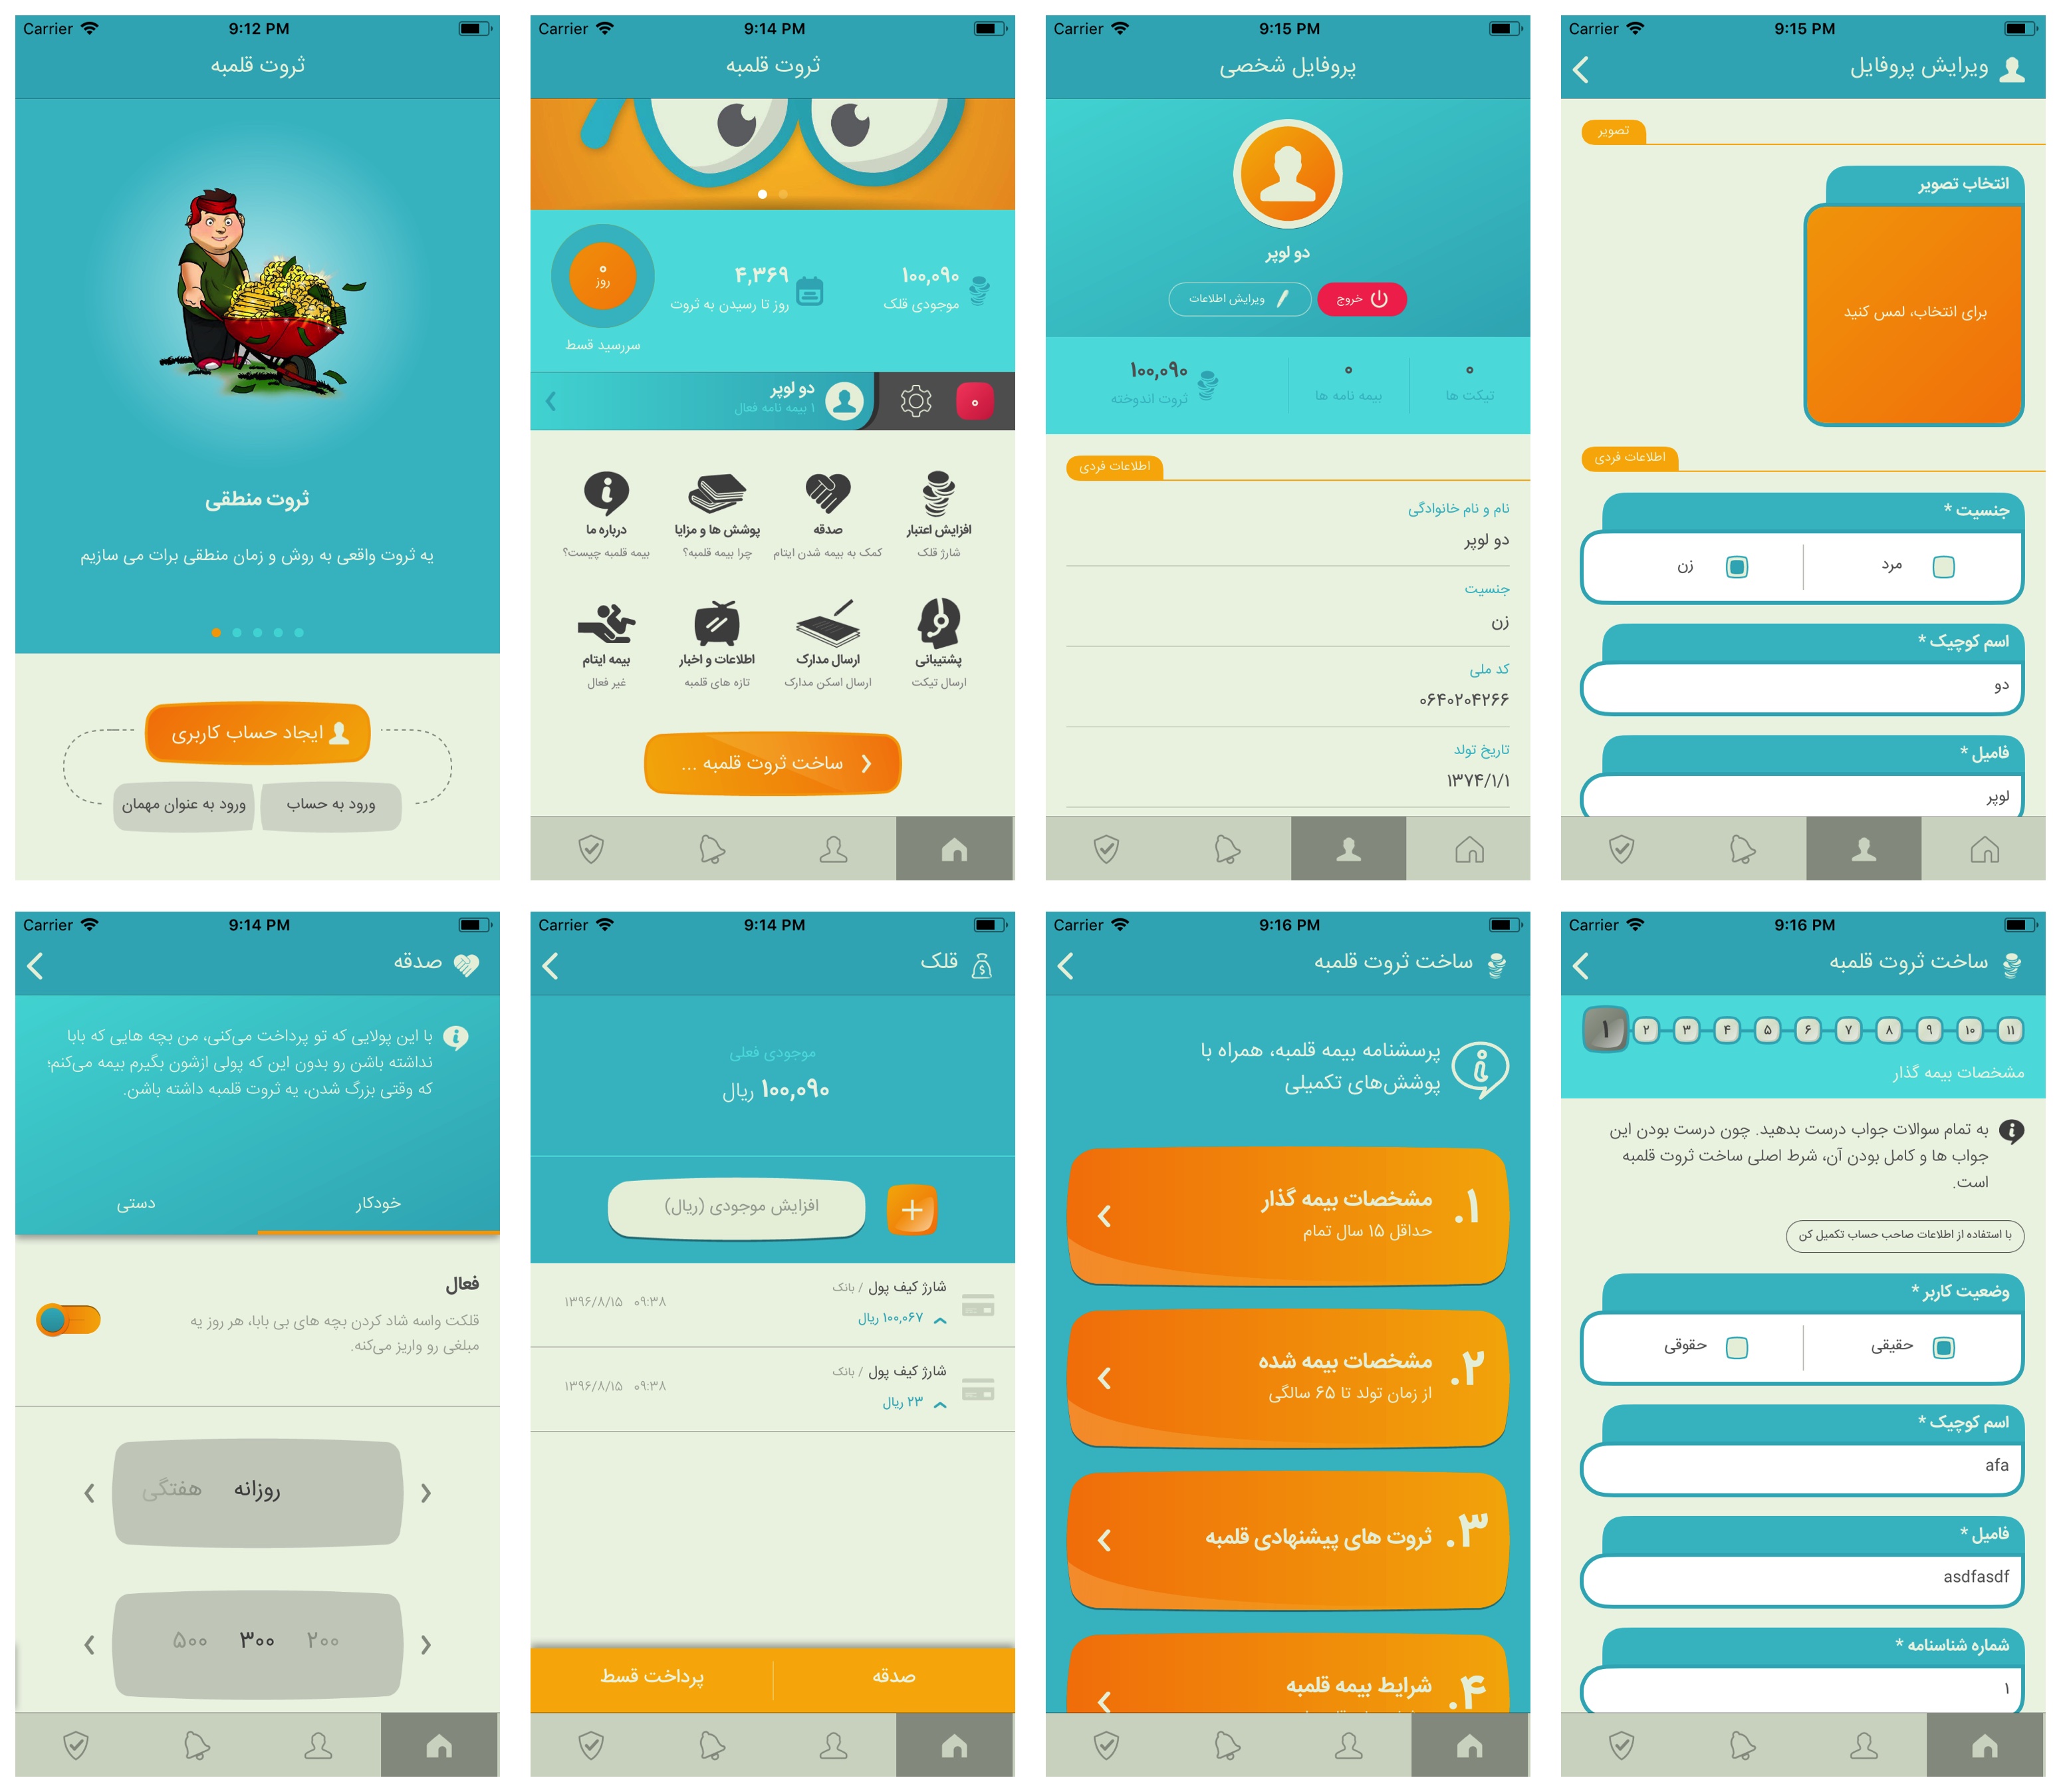 Carrier 9:12 PM
ثروت قلمبه
ثروت منطقی
یه ثروت واقعی به روش و زمان منطقی برات می سازیم
ایجاد حساب کاربری
ورود به حساب
ورود به عنوان مهمان
Carrier 9:14 PM
ثروت قلمبه
۱۰۰,۰۹۰
موجودی قلک
۴,۳۶۹
روز تا رسیدن به ثروت
۰
روز
سررسید قسط
۰
دو لوپر
۱ بیمه نامه فعال
افزایش اعتبار
شارژ قلک
صدقه
کمک به بیمه شدن ایتام
پوشش ها و مزایا
چرا بیمه قلمبه؟
درباره ما
بیمه قلمبه چیست؟
پشتیبانی
ارسال تیکت
ارسال مدارک
ارسال اسکن مدارک
اطلاعات و اخبار
تازه های قلمبه
بیمه ایتام
غیر فعال
ساخت ثروت قلمبه ...
Carrier 9:15 PM
پروفایل شخصی
دو لوپر
خروج
ویرایش اطلاعات
۰
تیکت ها
۰
بیمه نامه ها
۱۰۰,۰۹۰
ثروت اندوخته
اطلاعات فردی
نام و نام خانوادگی
دو لوپر
جنسیت
زن
کد ملی
۰۶۴۰۲۰۴۲۶۶
تاریخ تولد
۱۳۷۴/۱/۱
Carrier 9:15 PM
ویرایش پروفایل
تصویر
انتخاب تصویر
برای انتخاب، لمس کنید
اطلاعات فردی
جنسیت *
مرد
زن
اسم کوچیک *
دو
فامیل *
لوپر
Carrier 9:14 PM
صدقه
با این پولایی که تو پرداخت می‌کنی، من بچه هایی که بابا
نداشته باشن رو بدون این که پولی ازشون بگیرم بیمه می‌کنم؛
که وقتی بزرگ شدن، یه ثروت قلمبه داشته باشن.
خودکار
دستی
فعال
قلکت واسه شاد کردن بچه های بی بابا، هر روز یه
مبلغی رو واریز می‌کنه.
روزانه هفتگی
۲۰۰ ۳۰۰ ۵۰۰
Carrier 9:14 PM
قلک
موجودی فعلی
۱۰۰,۰۹۰ ریال
افزایش موجودی (ریال)
شارژ کیف پول / بانک
۱۰۰,۰۶۷ ریال
۱۳۹۶/۸/۱۵ ۰۹:۳۸
شارژ کیف پول / بانک
۲۳ ریال
۱۳۹۶/۸/۱۵ ۰۹:۳۸
صدقه
پرداخت قسط
Carrier 9:16 PM
ساخت ثروت قلمبه
پرسشنامه بیمه قلمبه، همراه با
پوشش‌های تکمیلی
۱. مشخصات بیمه گذار
حداقل ۱۵ سال تمام
۲. مشخصات بیمه شده
از زمان تولد تا ۶۵ سالگی
۳. ثروت های پیشنهادی قلمبه
۴. شرایط بیمه قلمبه
Carrier 9:16 PM
ساخت ثروت قلمبه
۱ ۲ ۳ ۴ ۵ ۶ ۷ ۸ ۹ ۱۰ ۱۱
مشخصات بیمه گذار
به تمام سوالات جواب درست بدهید. چون درست بودن این
جواب ها و کامل بودن آن، شرط اصلی ساخت ثروت قلمبه
است.
با استفاده از اطلاعات صاحب حساب تکمیل کن
وضعیت کاربر *
حقیقی
حقوقی
اسم کوچیک *
afa
فامیل *
asdfasdf
شماره شناسنامه *
۱